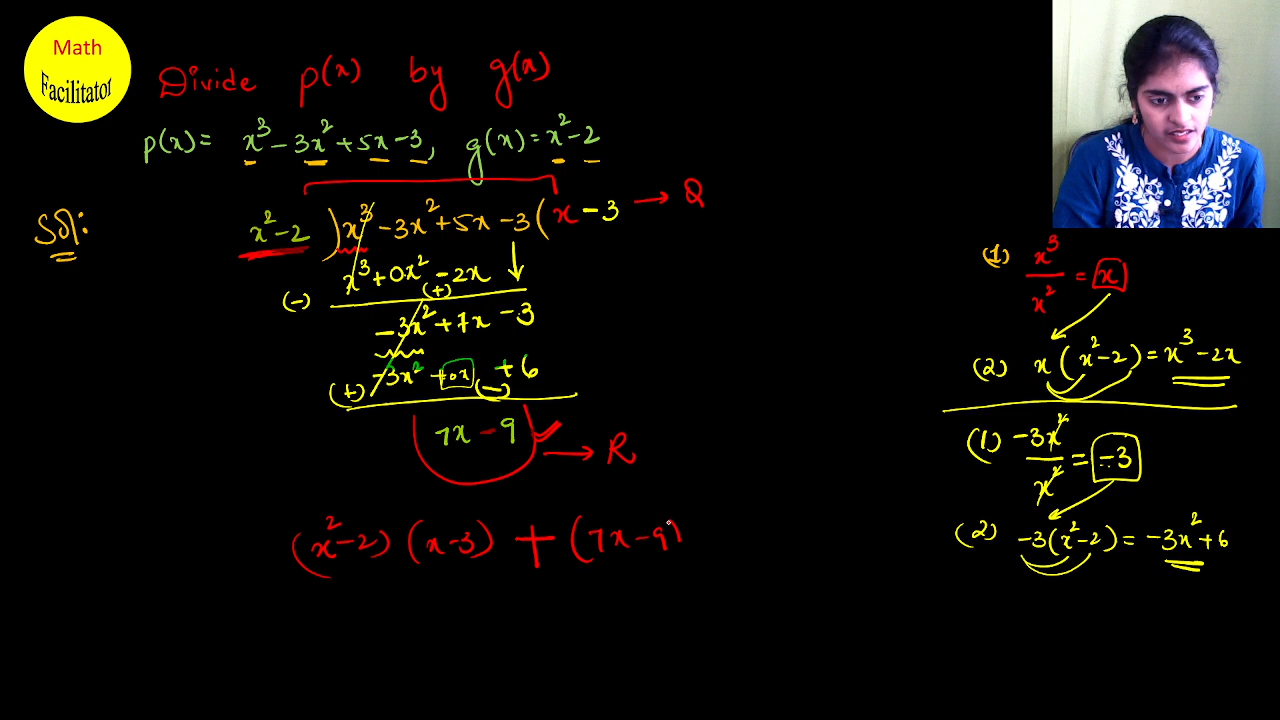 Math
Facilitator
Divide p(x) by g(x)
p(x) = x³ - 3x² + 5x - 3, g(x) = x² - 2
Sol:
x² - 2 ) x³ - 3x² + 5x - 3 ( x - 3 → Q
x³ + 0x² - 2x
(-) (+)
-3x² + 7x - 3
-3x² + 0x + 6
(+) (-)
7x - 9 → R
(x² - 2) (x - 3) + (7x - 9)
(1) x³/x² = x
(2) x(x² - 2) = x³ - 2x
(1) -3x²/x² = -3
(2) -3(x² - 2) = -3x² + 6